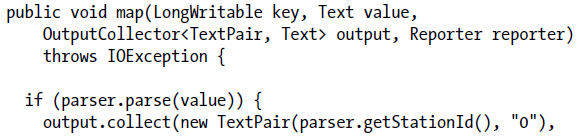 public void map(LongWritable key, Text value,
    OutputCollector<TextPair, Text> output, Reporter reporter)
    throws IOException {
  if (parser.parse(value)) {
    output.collect(new TextPair(parser.getStationId(), "0"),